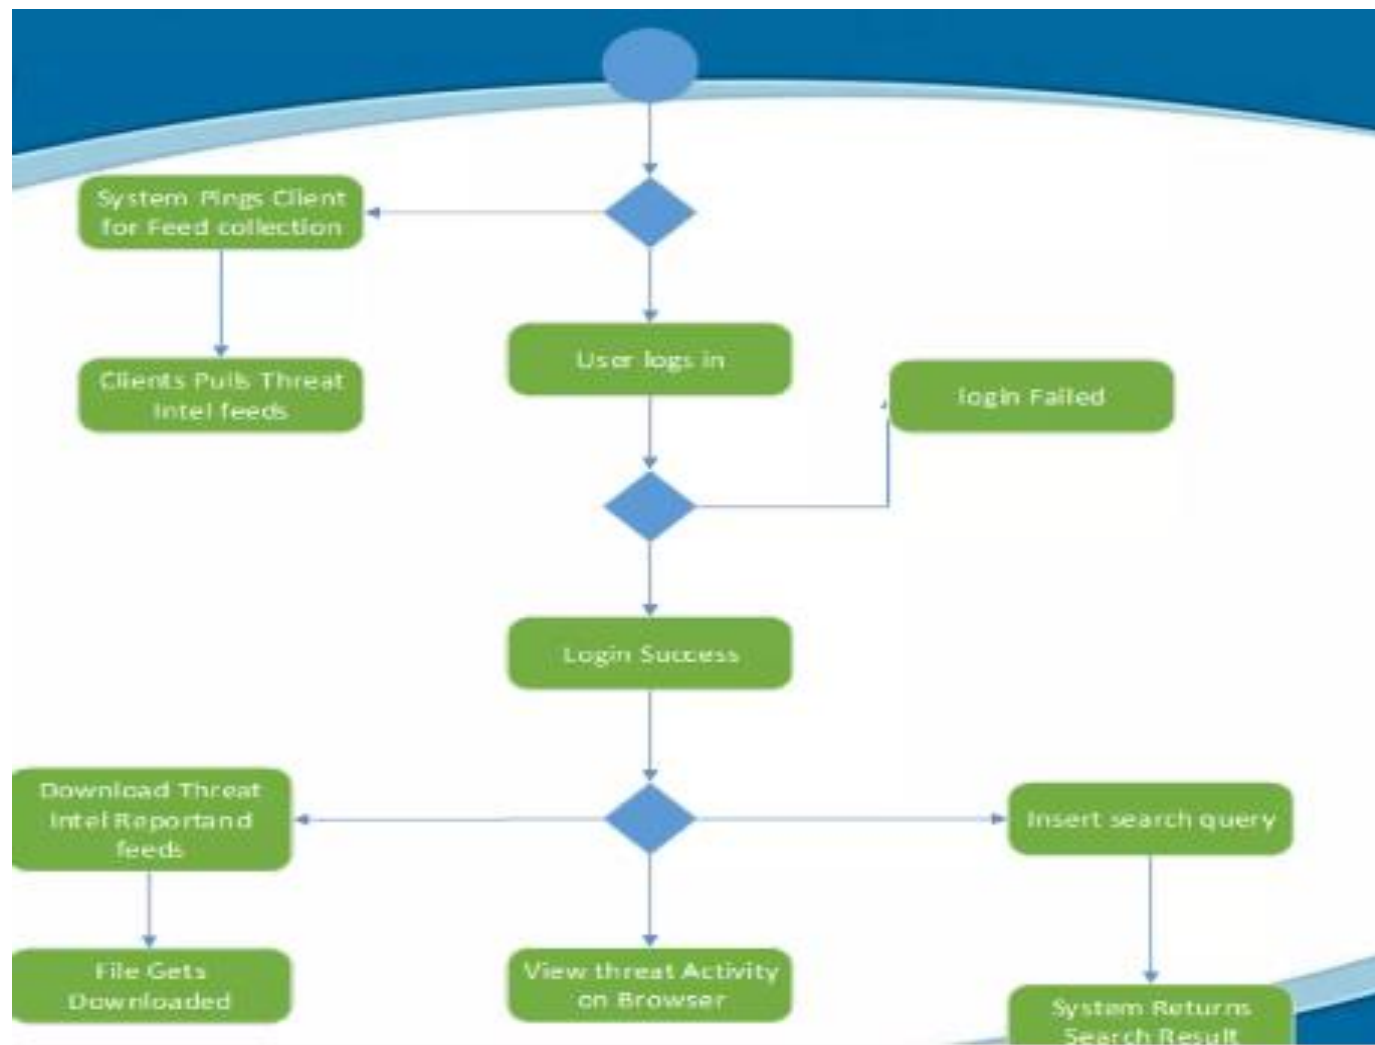 System Pings Client
for Feed collection
User logs in
Clients Pulls Threat
Intel feeds
login Failed
Login Success
Download Threat
Intel Reportand
feeds
Insert search query
File Gets
Downloaded
View threat Activity
on Browser
System Returns
Search Result